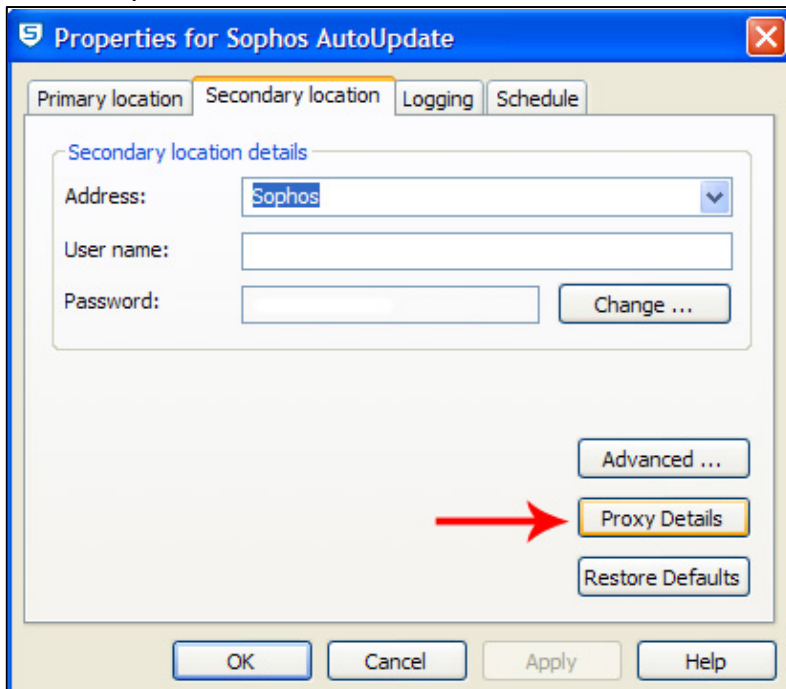 Properties for Sophos AutoUpdate
Primary location Secondary location Logging Schedule
Secondary location details
Address: Sophos
User name:
Password: Change ...
Advanced ...
Proxy Details
Restore Defaults
OK Cancel Apply Help